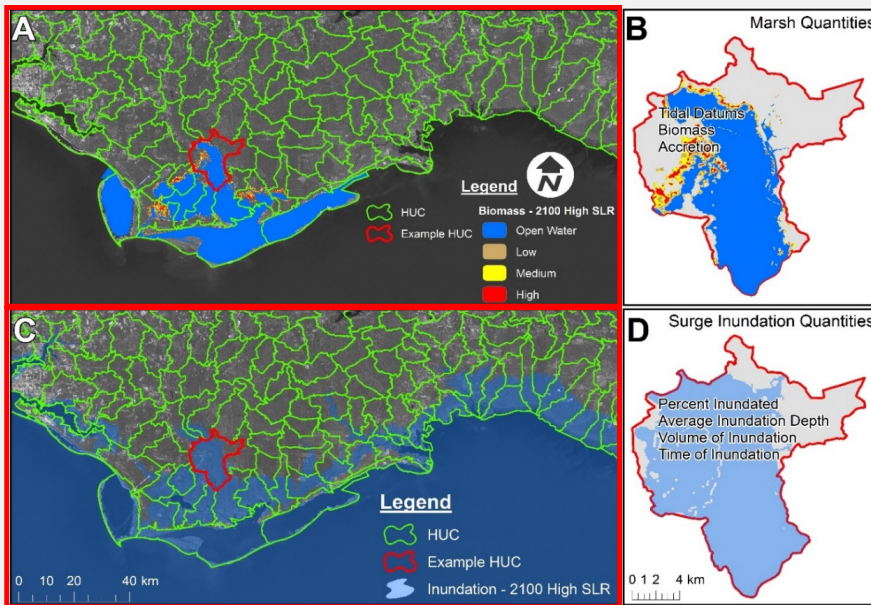 A
Legend
N
HUC
Example HUC
Biomass - 2100 High SLR
Open Water
Low
Medium
High
B
Marsh Quantities
Tidal Datums
Biomass
Accretion
C
Legend
HUC
Example HUC
Inundation - 2100 High SLR
0 10 20 40 km
D
Surge Inundation Quantities
Percent Inundated
Average Inundation Depth
Volume of Inundation
Time of Inundation
0 1 2 4 km